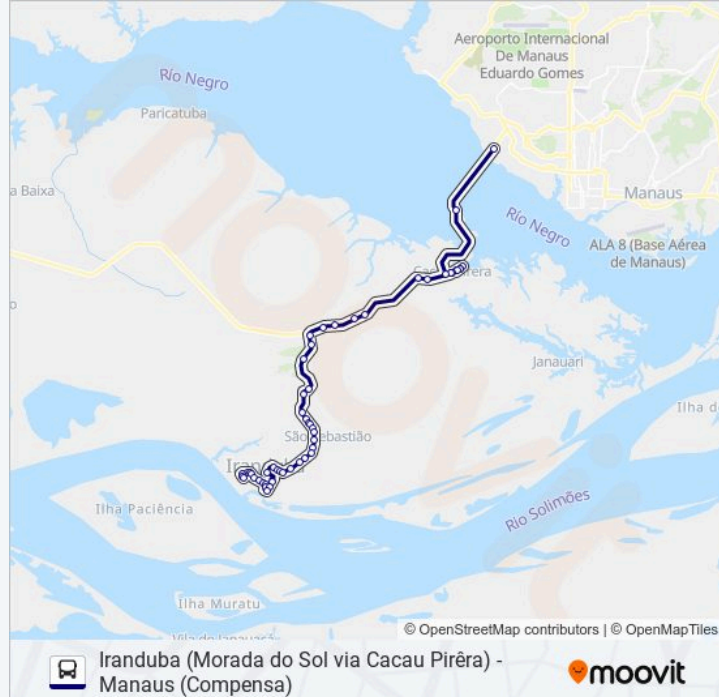 Aeroporto Internacional
De Manaus
Eduardo Gomes
Río Negro
Paricatuba
a Baixa
Manaus
Río Negro
ALA 8 (Base Aérea
de Manaus)
o
Janauari
Ilha d
São Sebastião
Iranduba
Ilha Paciência
Rio Solimões
Ilha Muratu
© OpenStreetMap contributors | © OpenMapTiles
Iranduba (Morada do Sol via Cacau Pirêra) -
Manaus (Compensa)
moovit